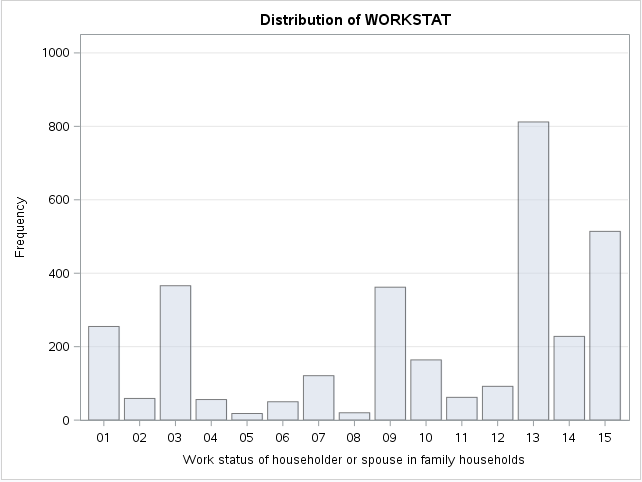 Distribution of WORKSTAT
1000
800
600
400
200
0
Frequency
01 02 03 04 05 06 07 08 09 10 11 12 13 14 15
Work status of householder or spouse in family households